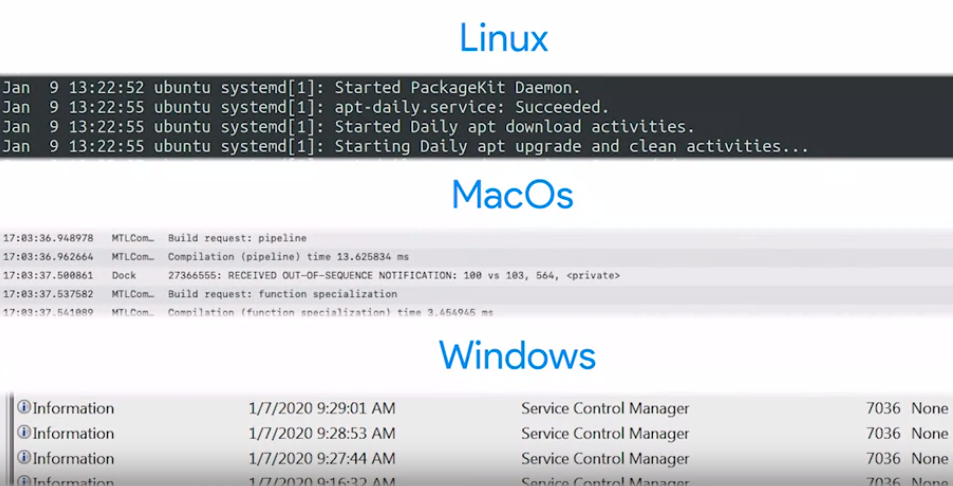 Linux
Jan  9 13:22:52 ubuntu systemd[1]: Started PackageKit Daemon.
Jan  9 13:22:55 ubuntu systemd[1]: apt-daily.service: Succeeded.
Jan  9 13:22:55 ubuntu systemd[1]: Started Daily apt download activities.
Jan  9 13:22:55 ubuntu systemd[1]: Starting Daily apt upgrade and clean activities...
MacOs
17:03:36.948978 MTLCom… Build request: pipeline
17:03:36.962664 MTLCom… Compilation (pipeline) time 13.625834 ms
17:03:37.500861 Dock 27366555: RECEIVED OUT-OF-SEQUENCE NOTIFICATION: 100 vs 103, 564, <private>
17:03:37.537582 MTLCom… Build request: function specialization
17:03:37.541089 MTLCom… Compilation (function specialization) time 3.454945 ms
Windows
Information 1/7/2020 9:29:01 AM Service Control Manager 7036 None
Information 1/7/2020 9:28:53 AM Service Control Manager 7036 None
Information 1/7/2020 9:27:44 AM Service Control Manager 7036 None
Information 1/7/2020 9:16:32 AM Service Control Manager 7036 None